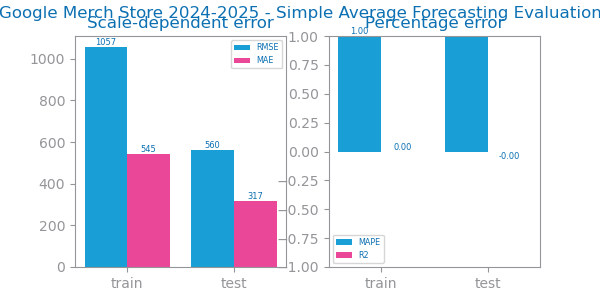 Google Merch Store 2024-2025 - Simple Average Forecasting Evaluation
Scale-dependent error
Percentage error
1057
545
560
317
RMSE
MAE
1000
800
600
400
200
0
train
test
1.00
0.00
-0.00
1.00
0.75
0.50
0.25
0.00
−0.25
−0.50
−0.75
1.00
MAPE
R2
train
test